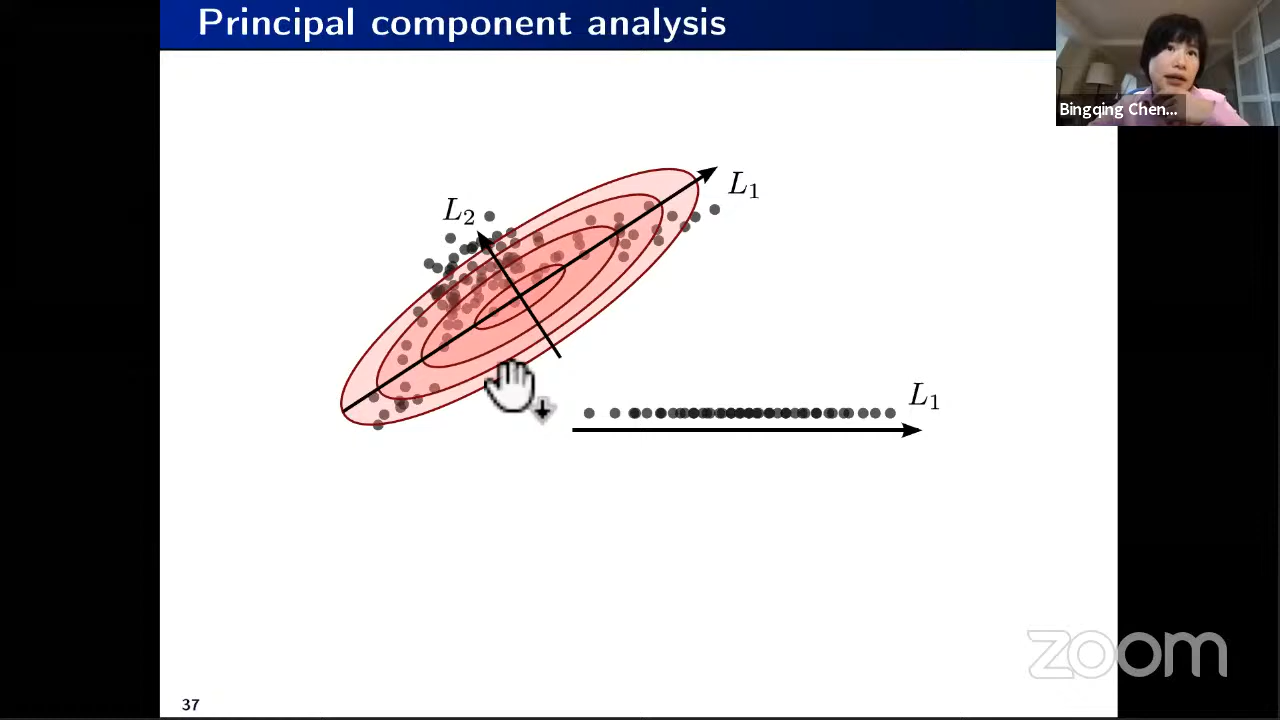 Principal component analysis
Bingqing Chen...
L1
L2
L1
zoom
37